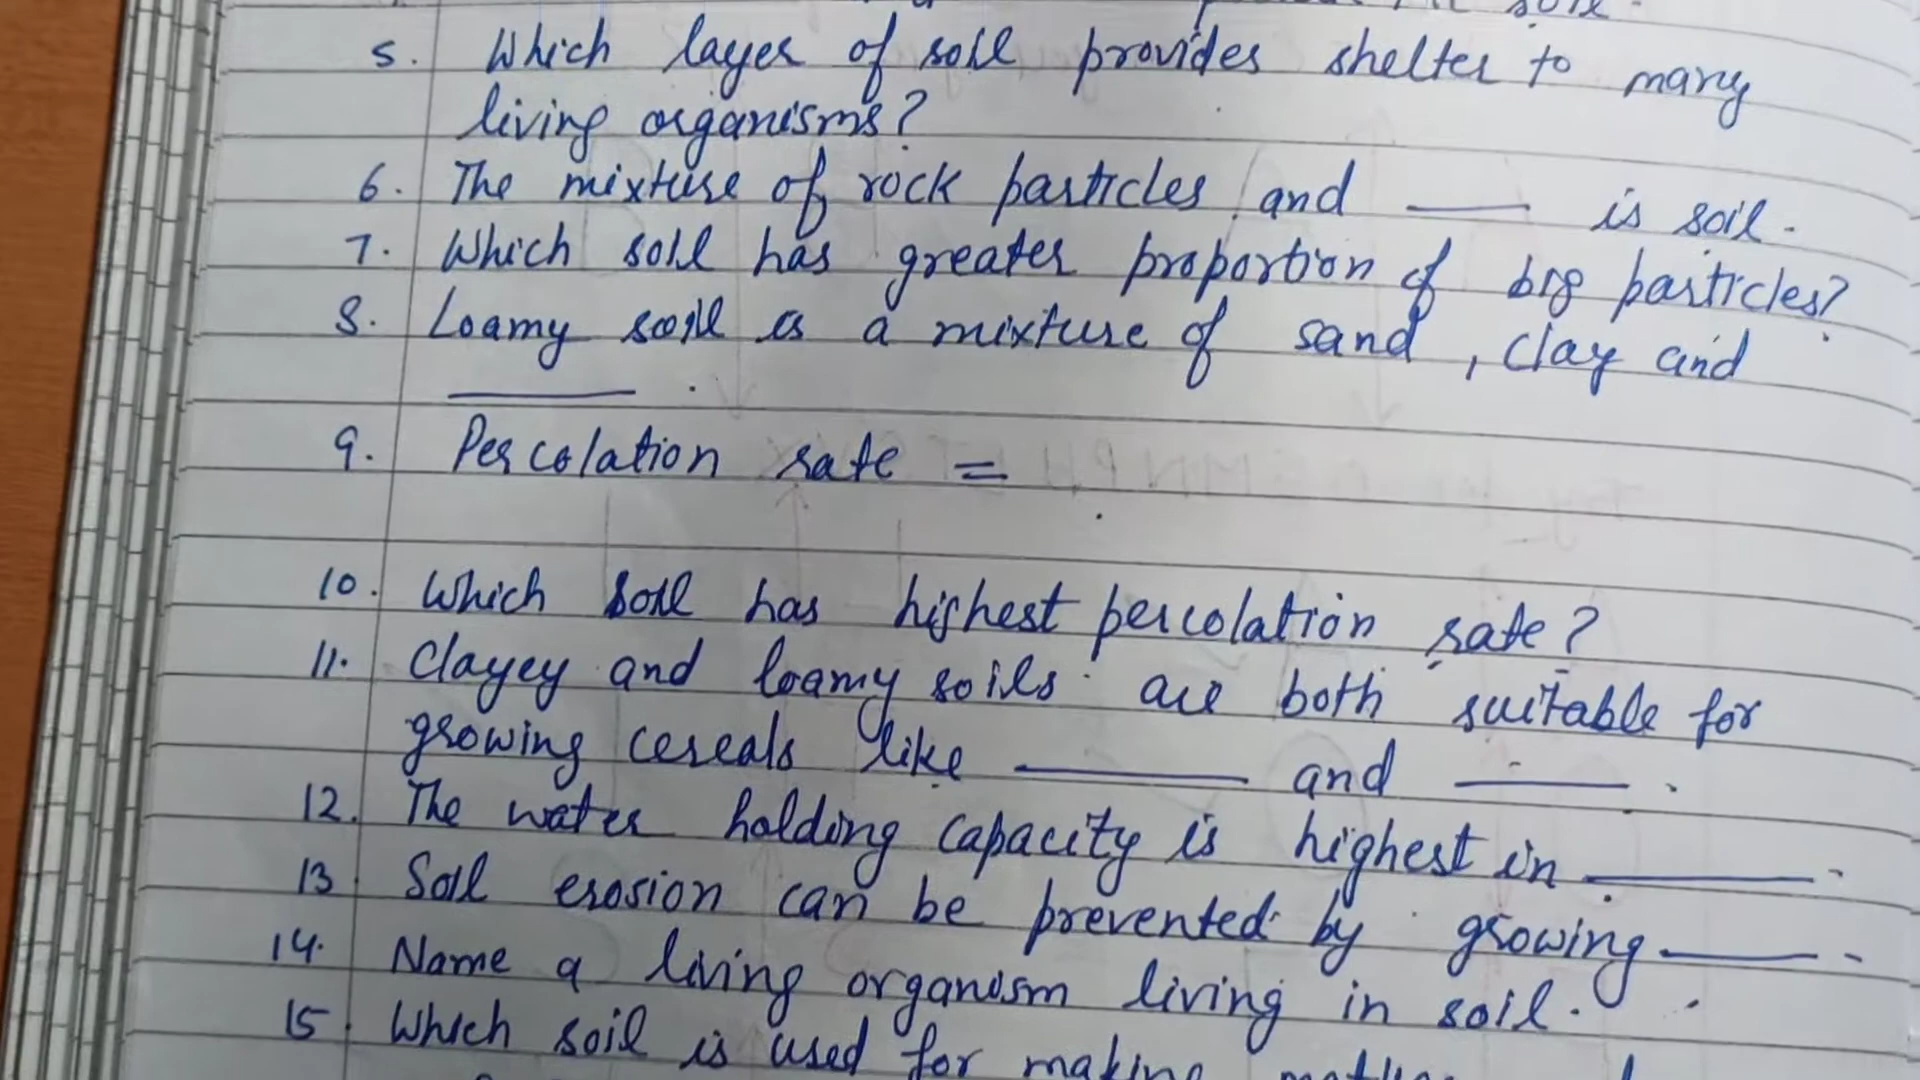 soil.
5. Which layer of soil provides shelter to many
living organisms?
6. The mixture of rock particles and ____ is soil.
7. Which soil has greater proportion of big particles?
8. Loamy soil is a mixture of sand, clay and
____.
9. Percolation rate =
10. Which soil has highest percolation rate?
11. Clayey and loamy soils are both suitable for
growing cereals like ____ and ____.
12. The water holding capacity is highest in ____.
13 Soil erosion can be prevented by growing ____.
14. Name a living organism living in soil.
15. Which soil is used for making